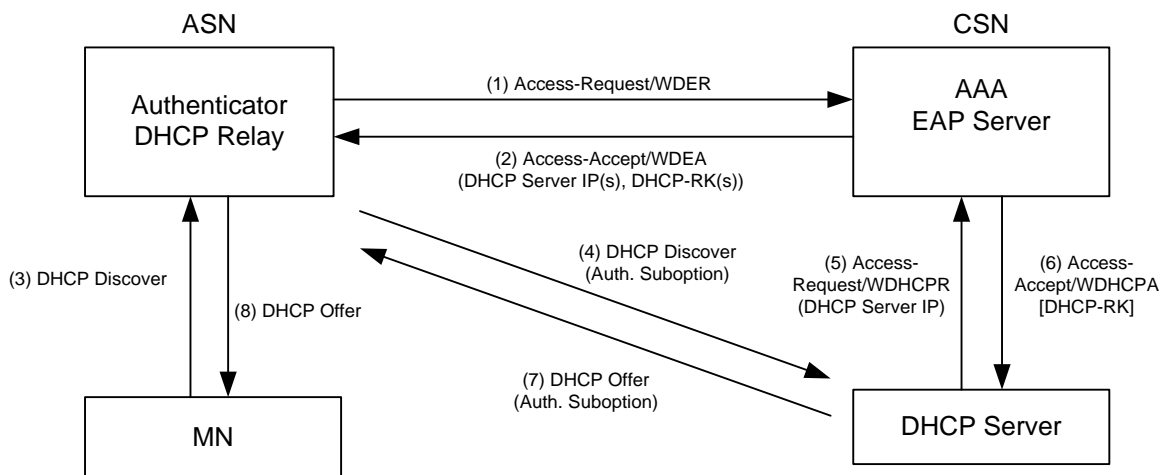 ASN
CSN
Authenticator
DHCP Relay
(1) Access-Request/WDER
AAA
EAP Server
(2) Access-Accept/WDEA
(DHCP Server IP(s), DHCP-RK(s))
(3) DHCP Discover
(8) DHCP Offer
(4) DHCP Discover
(Auth. Suboption)
(5) Access-
Request/WDHCPR
(DHCP Server IP)
(6) Access-
Accept/WDHCPA
[DHCP-RK]
(7) DHCP Offer
(Auth. Suboption)
MN
DHCP Server